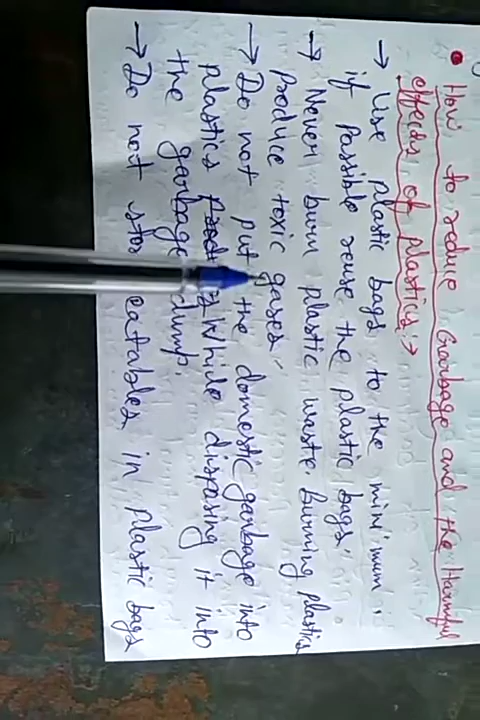 • How to reduce Garbage and the Harmful
effects of plastics:→
→ Use plastic bags to the minimum
if Possible reuse the plastic bags.
→ Never burn plastic waste. Burning plastics
Produce toxic gases.
→ Do not put the domestic garbage into
plastics while disposing it into
the garbage dump.
→ Do not eatables in plastic bags